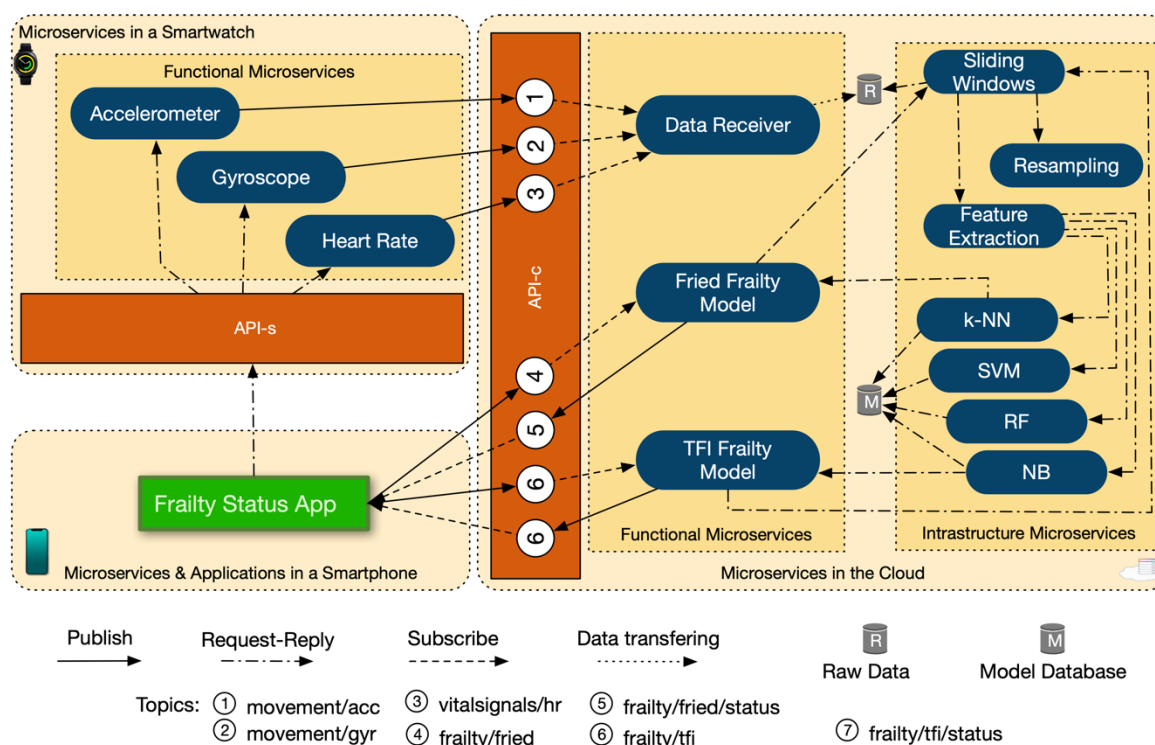 Microservices in a Smartwatch
Functional Microservices
Accelerometer
Gyroscope
Heart Rate
API-s
Frailty Status App
Microservices & Applications in a Smartphone
API-c
1
2
3
4
5
6
6
Data Receiver
Fried Frailty
Model
TFI Frailty
Model
Functional Microservices
R
M
Sliding
Windows
Resampling
Feature
Extraction
k-NN
SVM
RF
NB
Intrastructure Microservices
Microservices in the Cloud
Publish
Request-Reply
Subscribe
Data transfering
R
Raw Data
M
Model Database
Topics:
1 movement/acc
2 movement/gyr
3 vitalsignals/hr
4 frailty/fried
5 frailty/fried/status
6 frailty/tfi
7 frailty/tfi/status